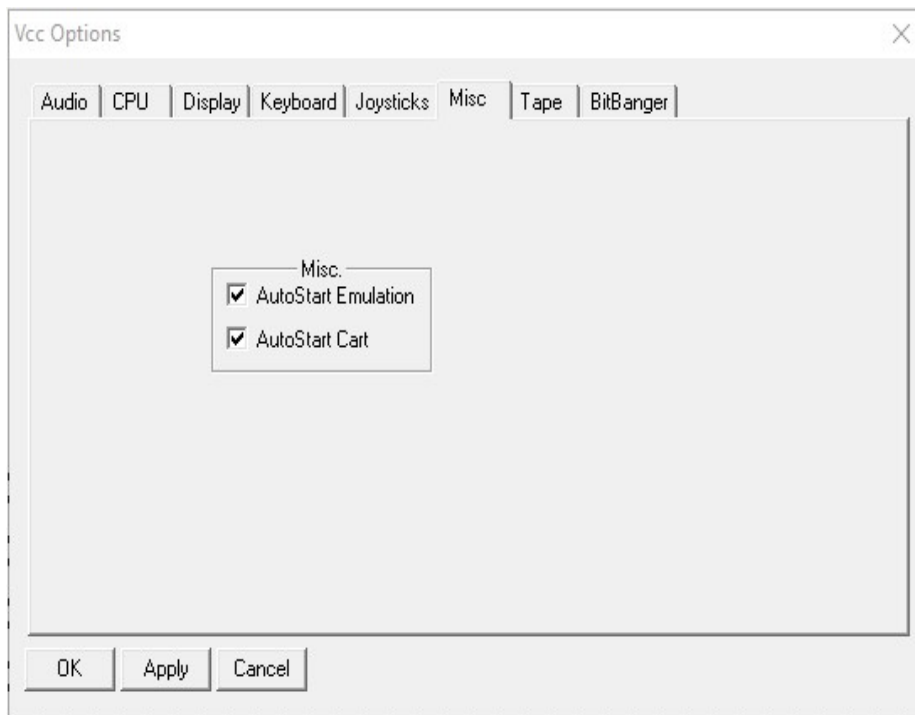 Vcc Options
Audio CPU Display Keyboard Joysticks Misc Tape BitBanger
Misc.
AutoStart Emulation
AutoStart Cart
OK Apply Cancel